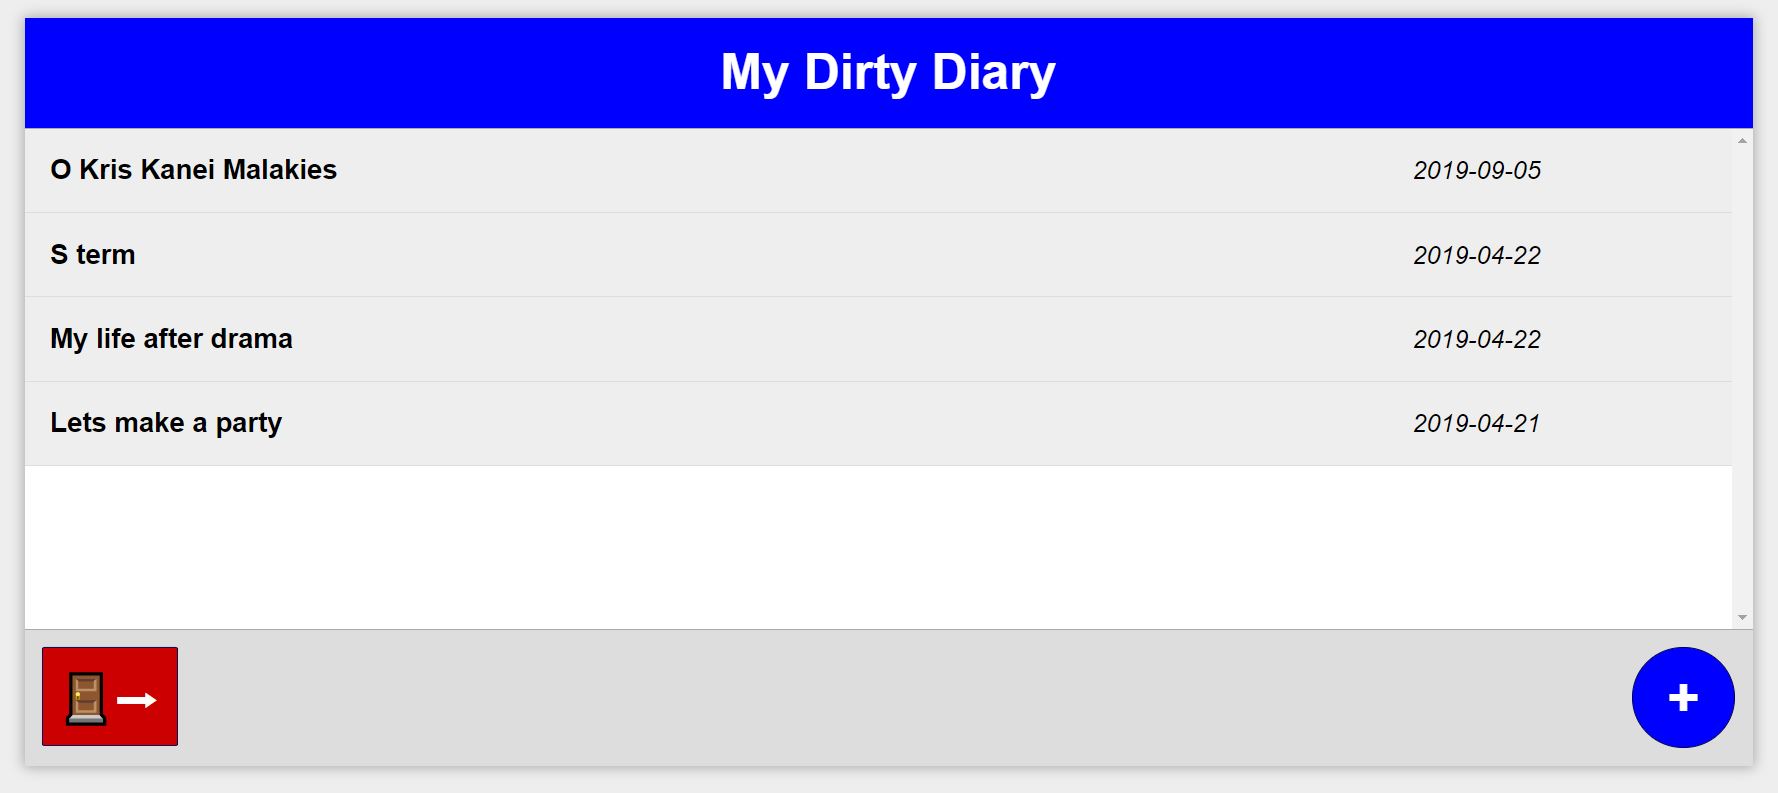 My Dirty Diary
O Kris Kanei Malakies 2019-09-05
S term 2019-04-22
My life after drama 2019-04-22
Lets make a party 2019-04-21